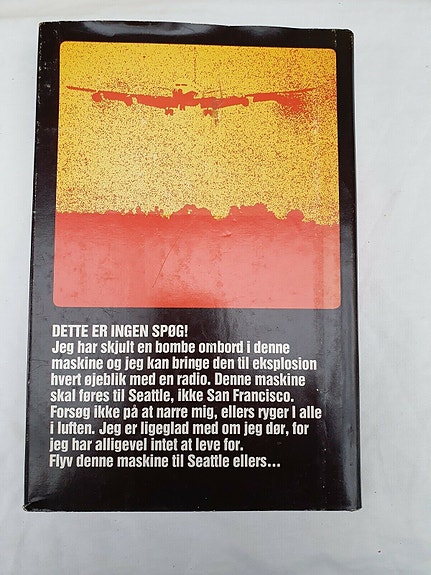 DETTE ER INGEN SPØG!
Jeg har skjult en bombe ombord i denne
maskine og jeg kan bringe den til eksplosion
hvert øjeblik med en radio. Denne maskine
skal føres til Seattle, ikke San Francisco.
Forsøg ikke på at narre mig, ellers ryger I alle
i luften. Jeg er ligeglad med om jeg dør, for
jeg har alligevel intet at leve for.
Flyv denne maskine til Seattle ellers...